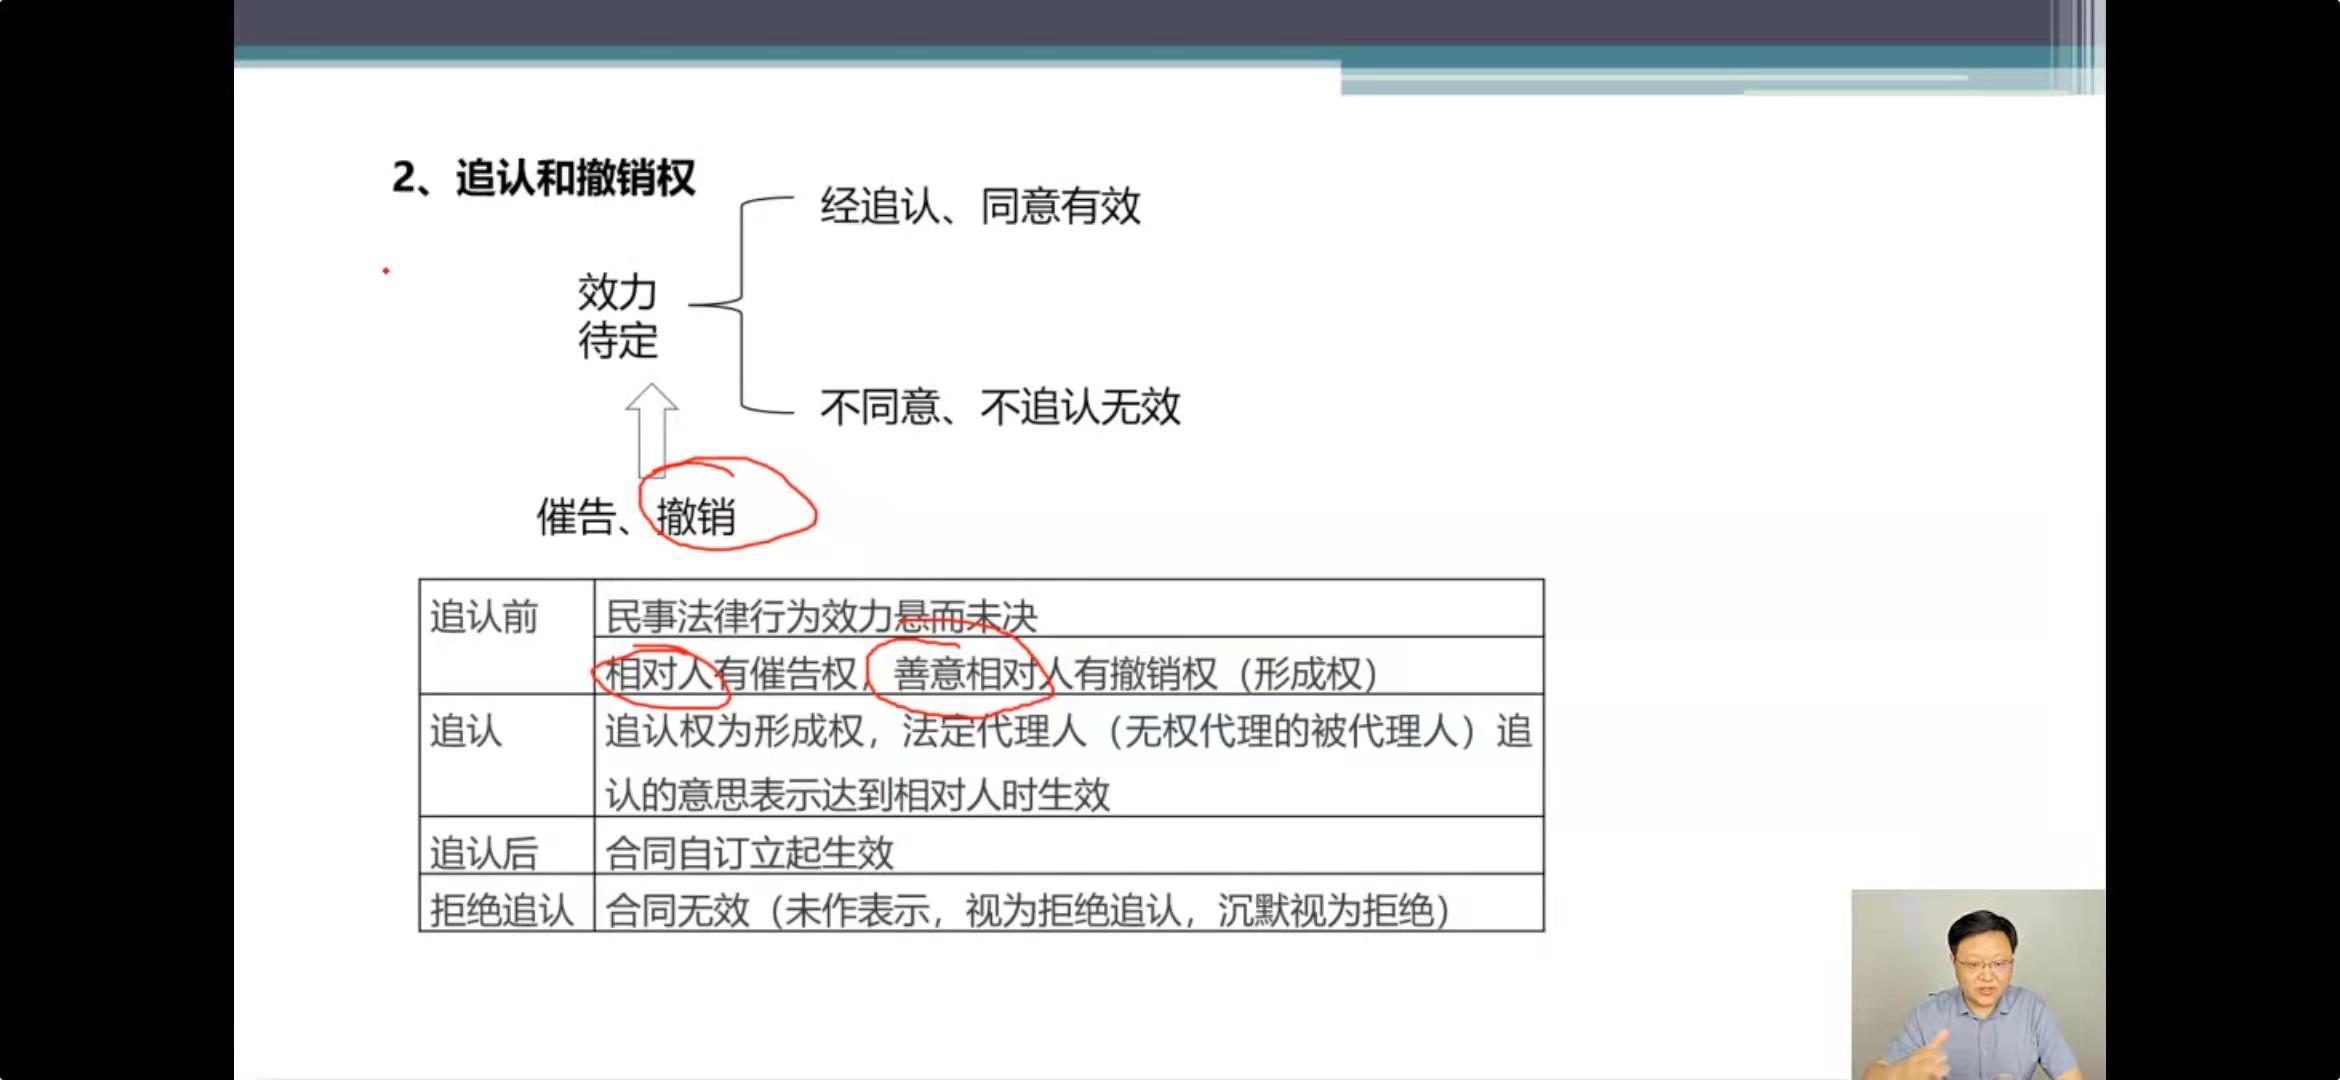 2、追认和撤销权
经追认、同意有效
效力
待定
不同意、不追认无效
催告、撤销
追认前
民事法律行为效力悬而未决
相对人有催告权，善意相对人有撤销权（形成权）
追认
追认权为形成权，法定代理人（无权代理的被代理人）追
认的意思表示达到相对人时生效
追认后
合同自订立起生效
拒绝追认
合同无效（未作表示，视为拒绝追认，沉默视为拒绝）